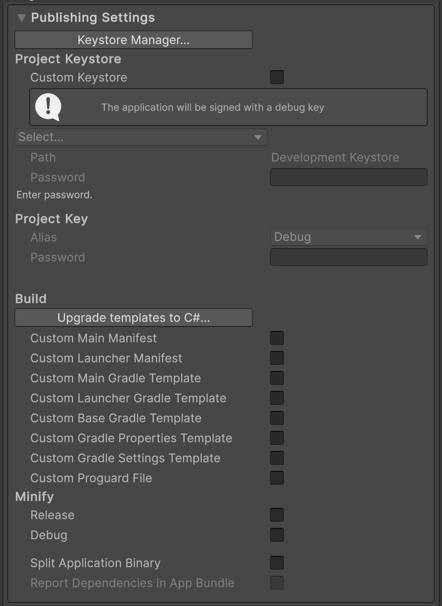 Publishing Settings
Keystore Manager...
Project Keystore
Custom Keystore
The application will be signed with a debug key
Select...
Path Development Keystore
Password
Enter password.
Project Key
Alias Debug
Password
Build
Upgrade templates to C#...
Custom Main Manifest
Custom Launcher Manifest
Custom Main Gradle Template
Custom Launcher Gradle Template
Custom Base Gradle Template
Custom Gradle Properties Template
Custom Gradle Settings Template
Custom Proguard File
Minify
Release
Debug
Split Application Binary
Report Dependencies in App Bundle